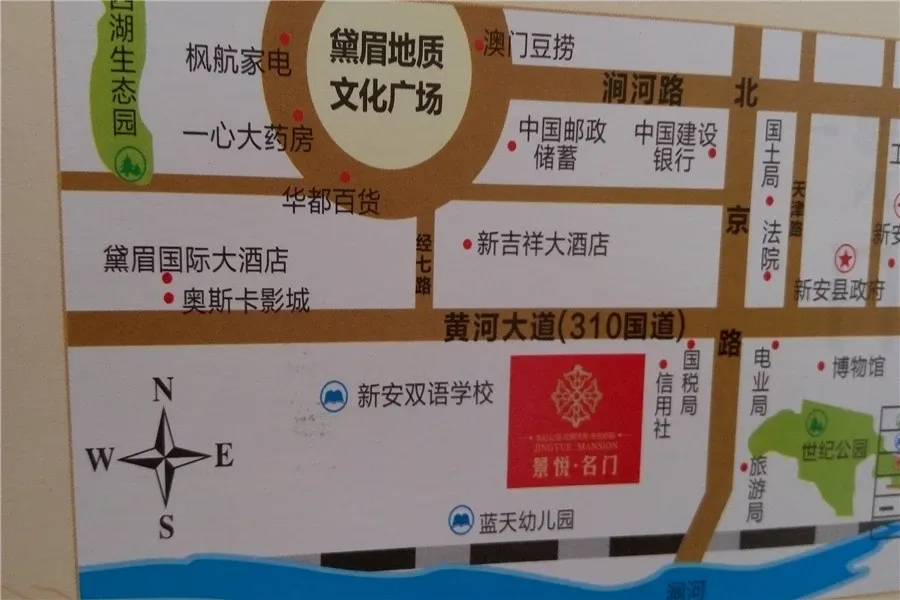 西湖生态园
枫航家电
黛眉地质
文化广场
澳门豆捞
涧河路
北
京
路
一心大药房
中国邮政
储蓄
中国建设
银行
国土局
法院
天津路
华都百货
经七路
新吉祥大酒店
黛眉国际大酒店
奥斯卡影城
新安县政府
新安
黄河大道(310国道)
N
W
E
S
新安双语学校
JINGYUE MANSION
景悦·名门
信用社
国税局
电业局
博物馆
世纪公园
旅游局
蓝天幼儿园
涧河